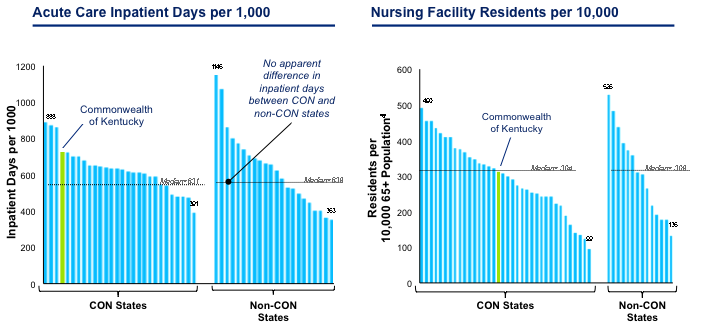 Acute Care Inpatient Days per 1,000
Nursing Facility Residents per 10,000
No apparent
difference in
inpatient days
between CON and
non-CON states
Commonwealth
of Kentucky
Inpatient Days per 1000
1200
1000
800
600
400
200
0
888
391
1146
353
CON States
Non-CON
States
Commonwealth
of Kentucky
Residents per
10,000 65+ Population⁴
600
500
400
300
200
100
0
490
526
135
CON States
Non-CON
States